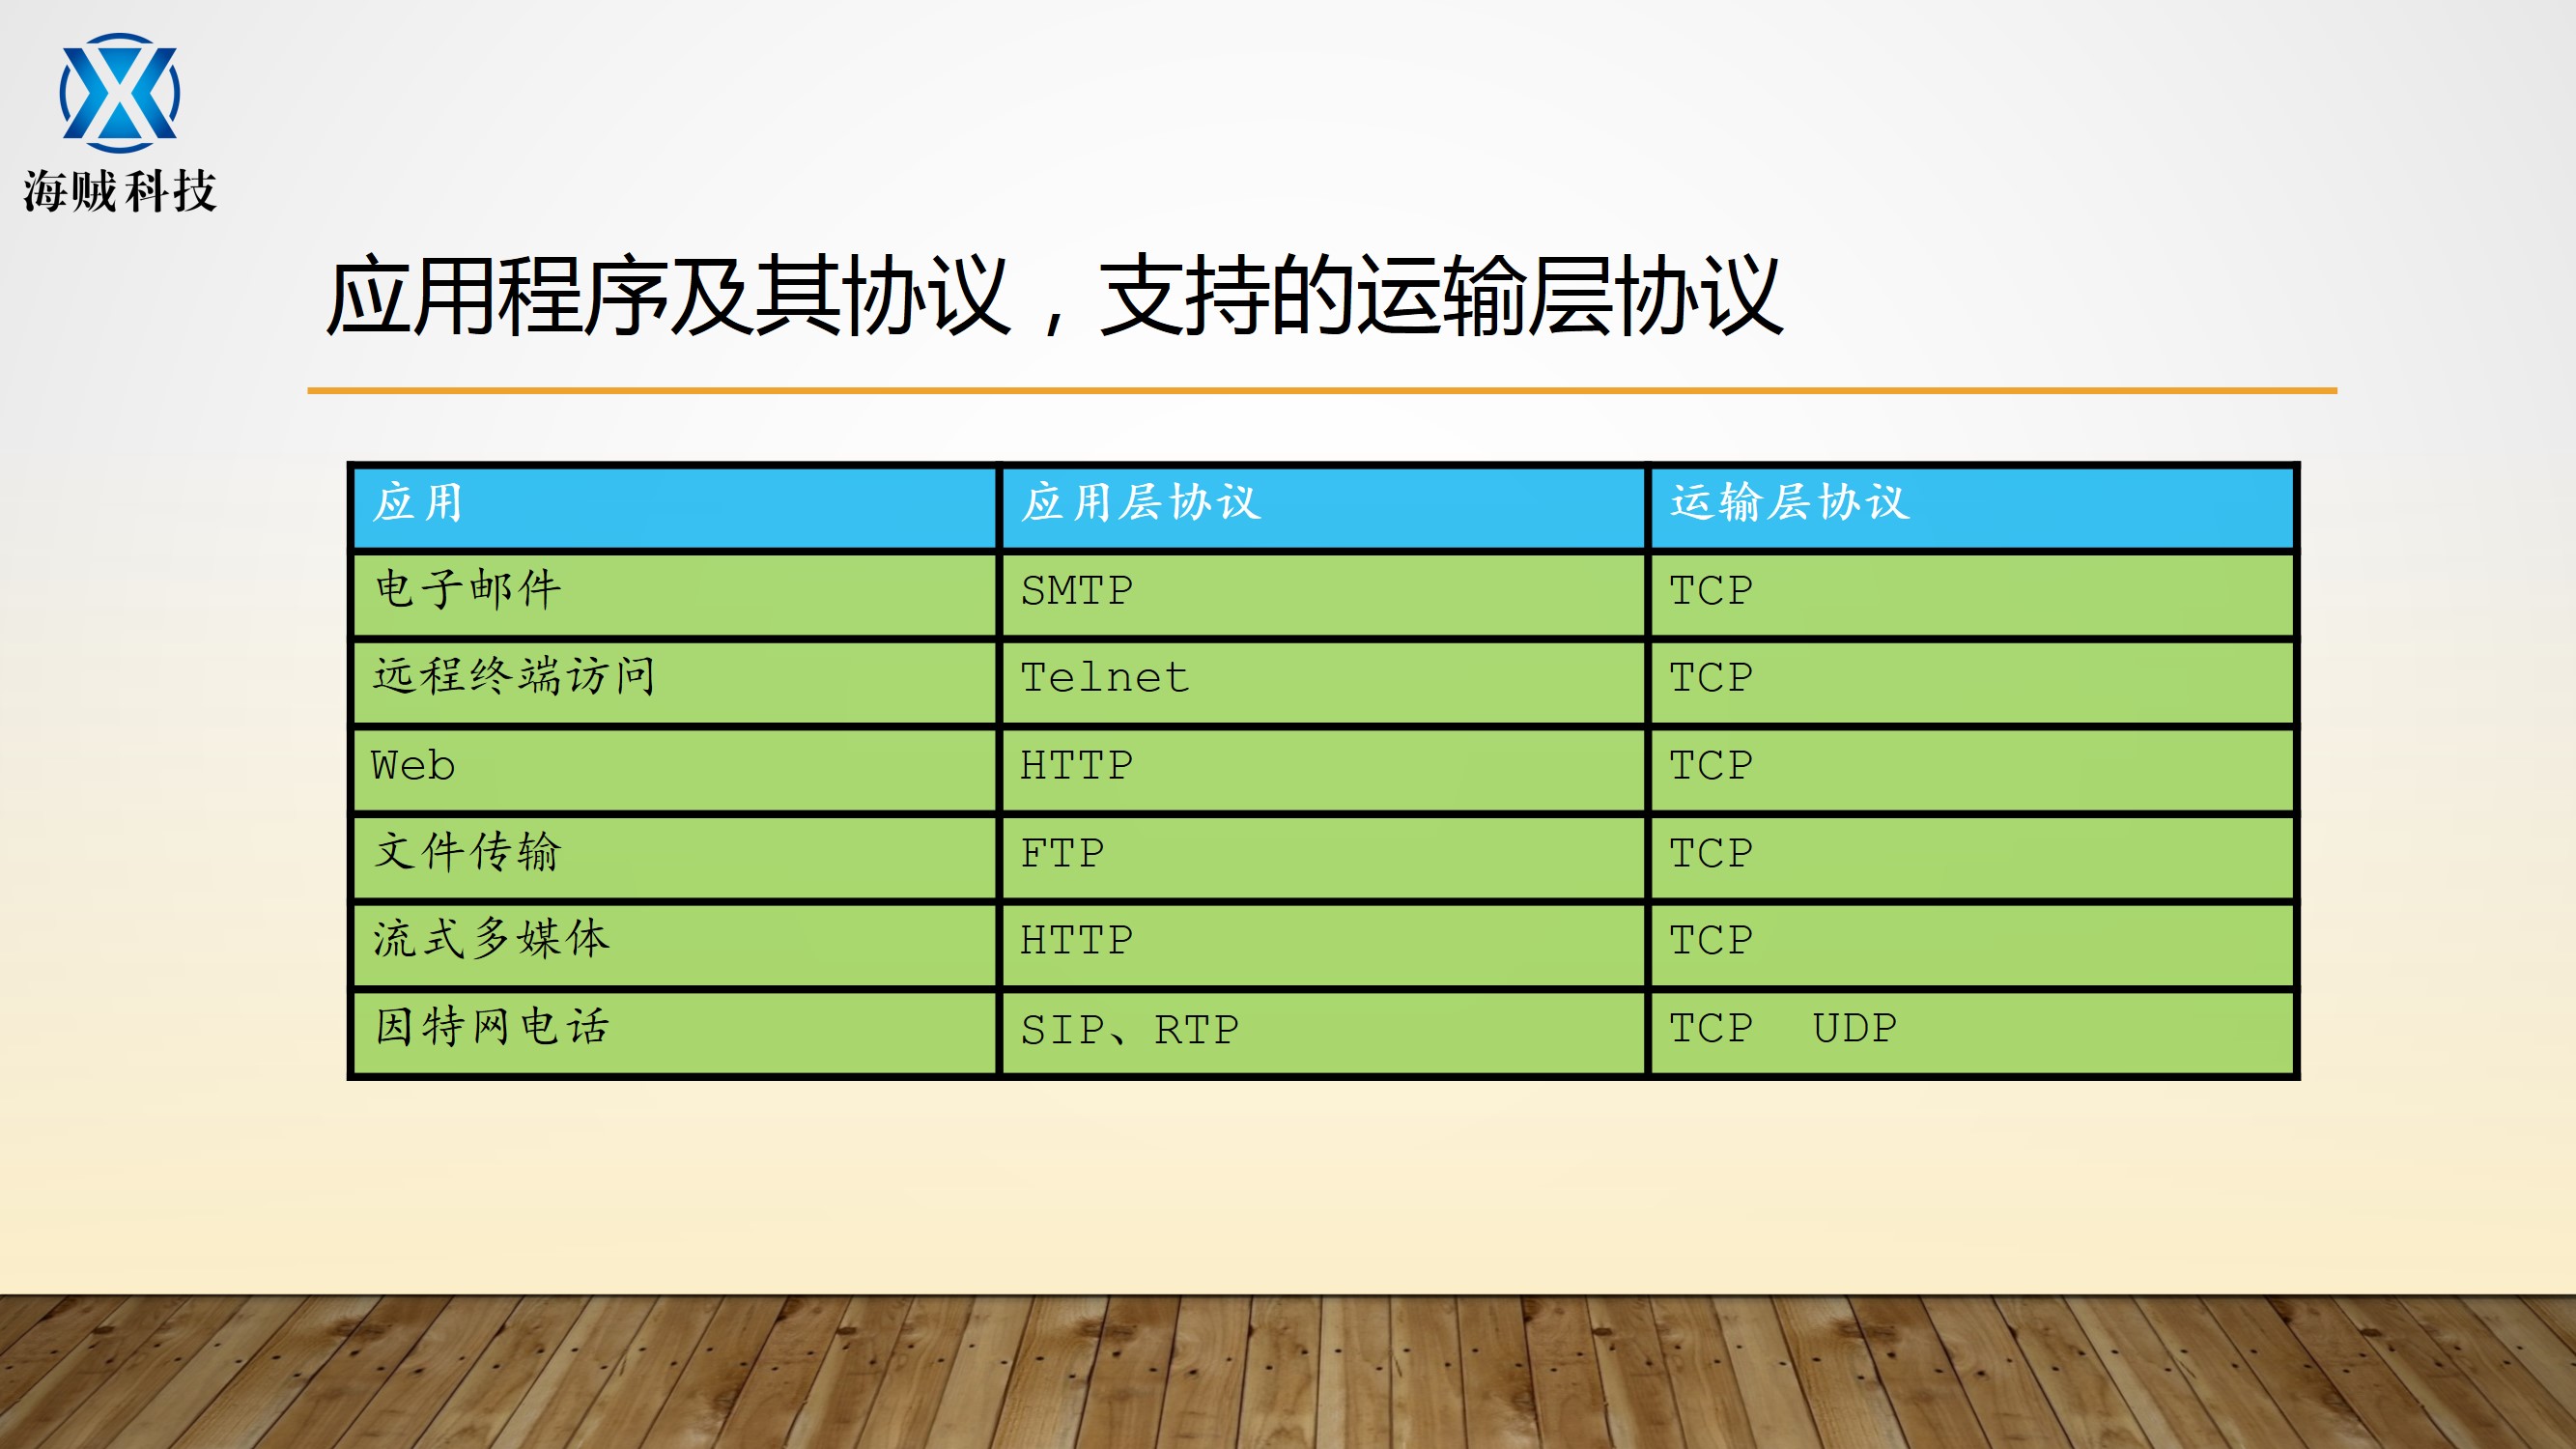 海贼科技
应用程序及其协议，支持的运输层协议
应用 应用层协议 运输层协议
电子邮件 SMTP TCP
远程终端访问 Telnet TCP
Web HTTP TCP
文件传输 FTP TCP
流式多媒体 HTTP TCP
因特网电话 SIP、RTP TCP UDP